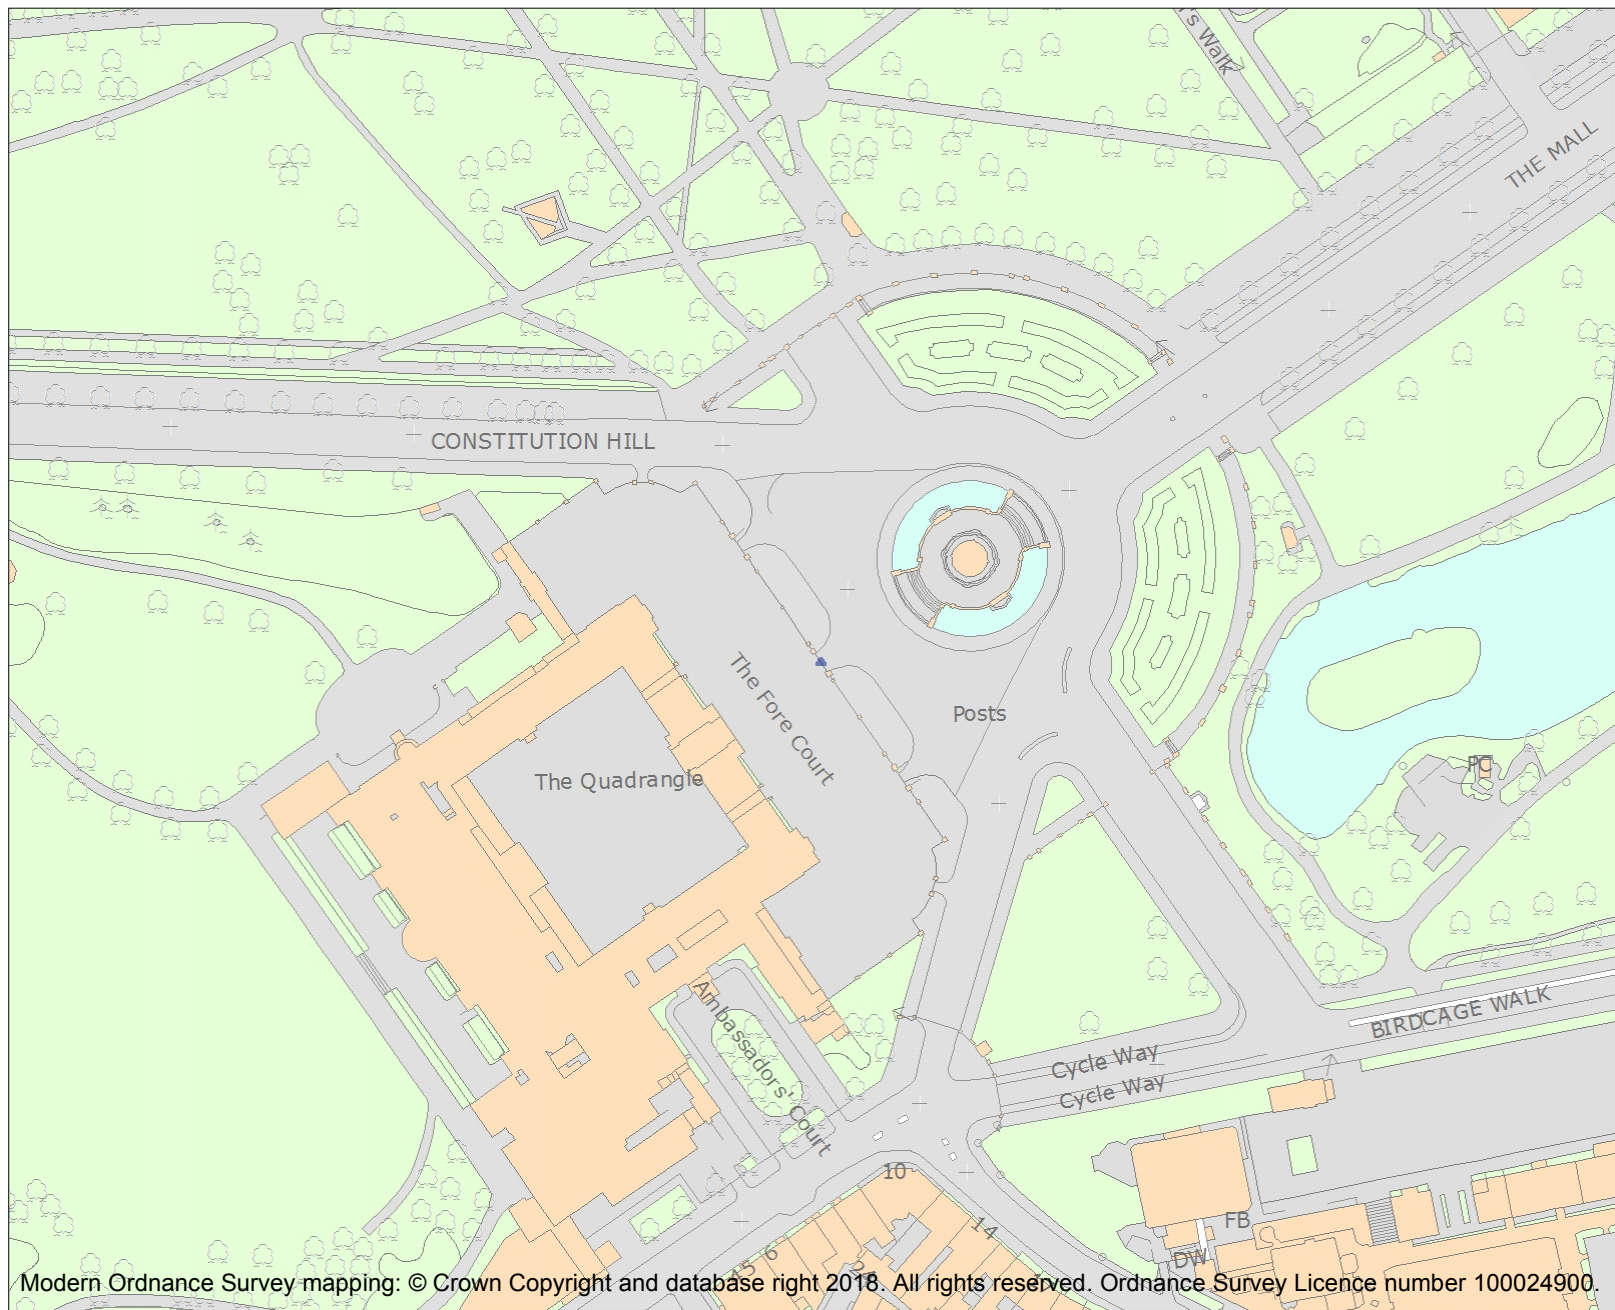 's Walk
THE MALL
CONSTITUTION HILL
The Fore Court
Posts
The Quadrangle
PC
BIRDCAGE WALK
Ambassadors' Court
Cycle Way
Cycle Way
10
14
FB
6
15
DW
Modern Ordnance Survey mapping: © Crown Copyright and database right 2018. All rights reserved. Ordnance Survey Licence number 100024900.